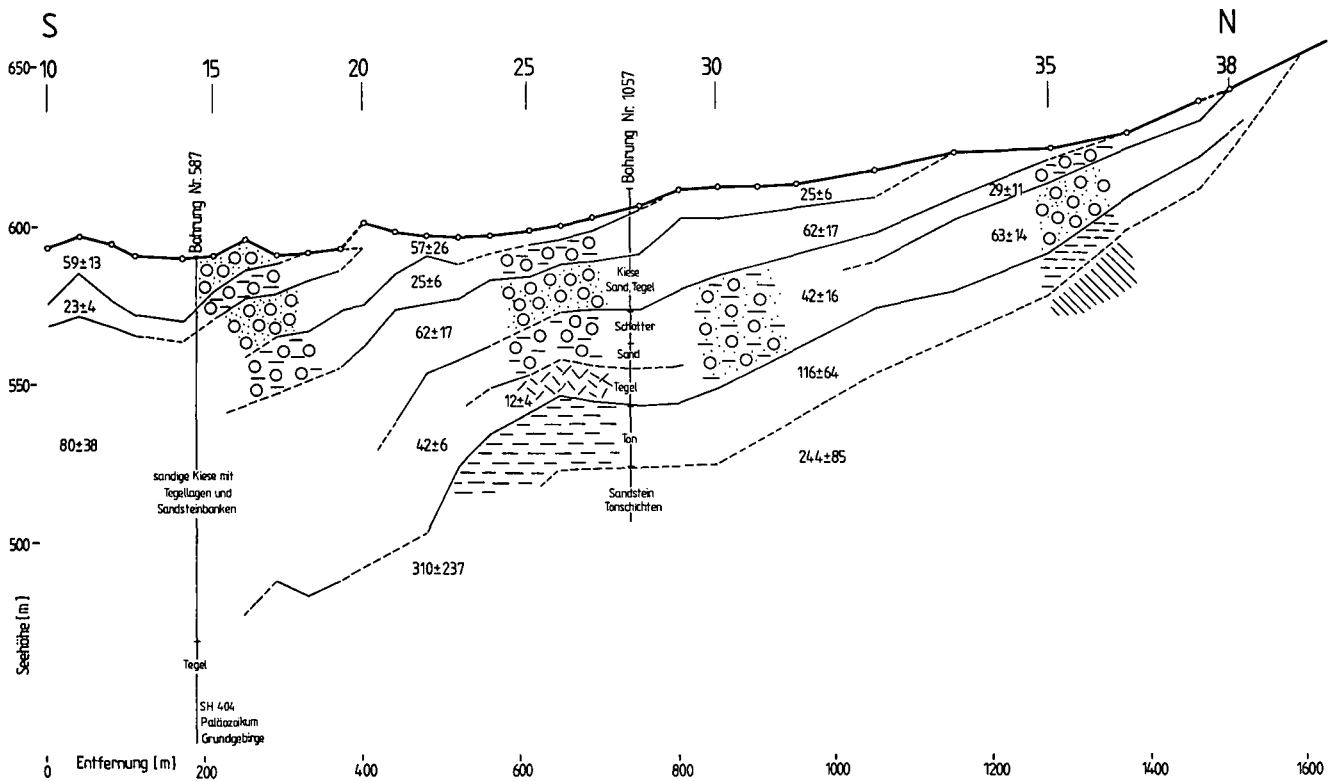 S
N
10
15
20
25
30
35
38
650
600
550
500
Seehöhe [m]
Bohrung Nr. 587
Bohrung Nr. 1057
59±13
23±4
80±38
57±26
25±6
62±17
42±6
310±237
12±4
25±6
62±17
42±16
116±64
244±85
29±11
63±14
sandige Kiese mit
Tegellagen und
Sandsteinbanken
Tegel
SH 404
Paläozoikum
Grundgebirge
Kiese
Sand, Tegel
Schotter
Sand
Tegel
Ton
Sandstein
Tonschichten
0
Entfernung [m]
200
400
600
800
1000
1200
1400
1600